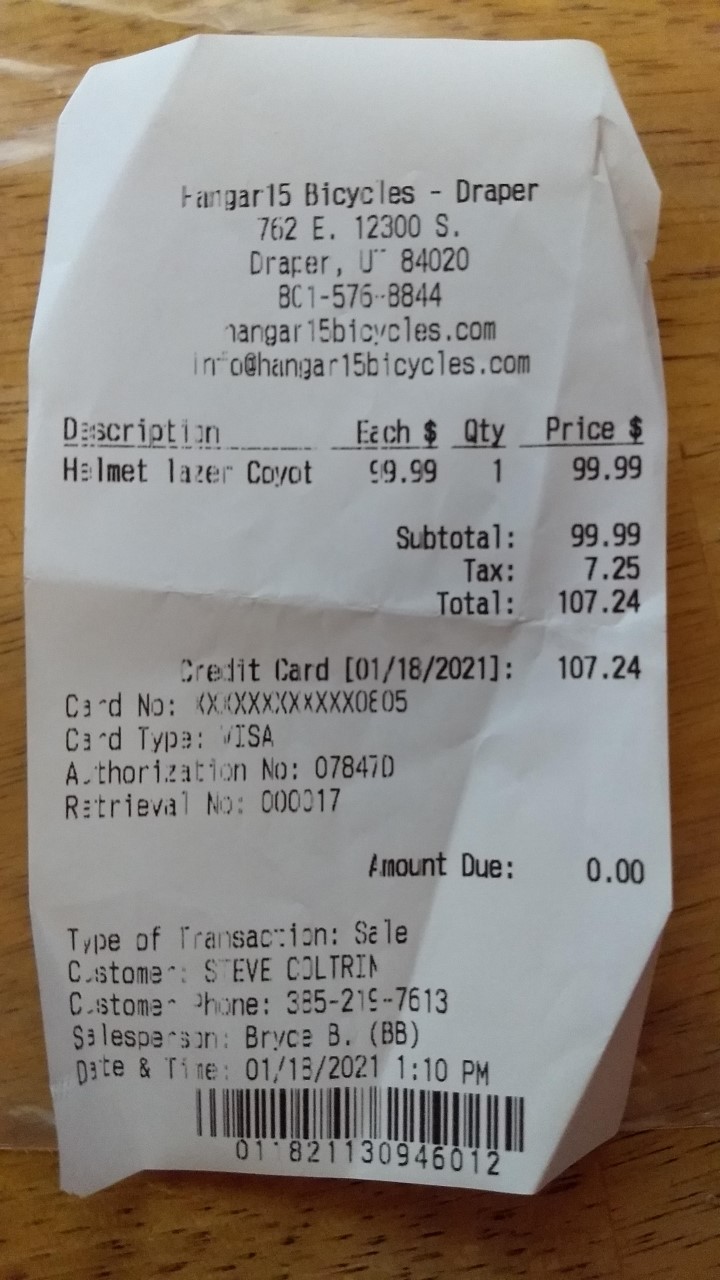 Hangar15 Bicycles - Draper
762 E. 12300 S.
Draper, UT 84020
801-576-8844
hangar15bicycles.com
info@hangar15bicycles.com
Description Each $ Qty Price $
Helmet lazer Coyot 99.99 1 99.99
Subtotal: 99.99
Tax: 7.25
Total: 107.24
Credit Card [01/18/2021]: 107.24
Card No:
Card Type: VISA
Authorization No: 07847D
Retrieval No: 000017
Amount Due: 0.00
Type of Transaction: Sale
Customer: STEVE COLTRIN
Customer Phone: 385-219-7613
Salesperson: Bryce B. (BB)
Date & Time: 01/18/2021 1:10 PM
011821130946012